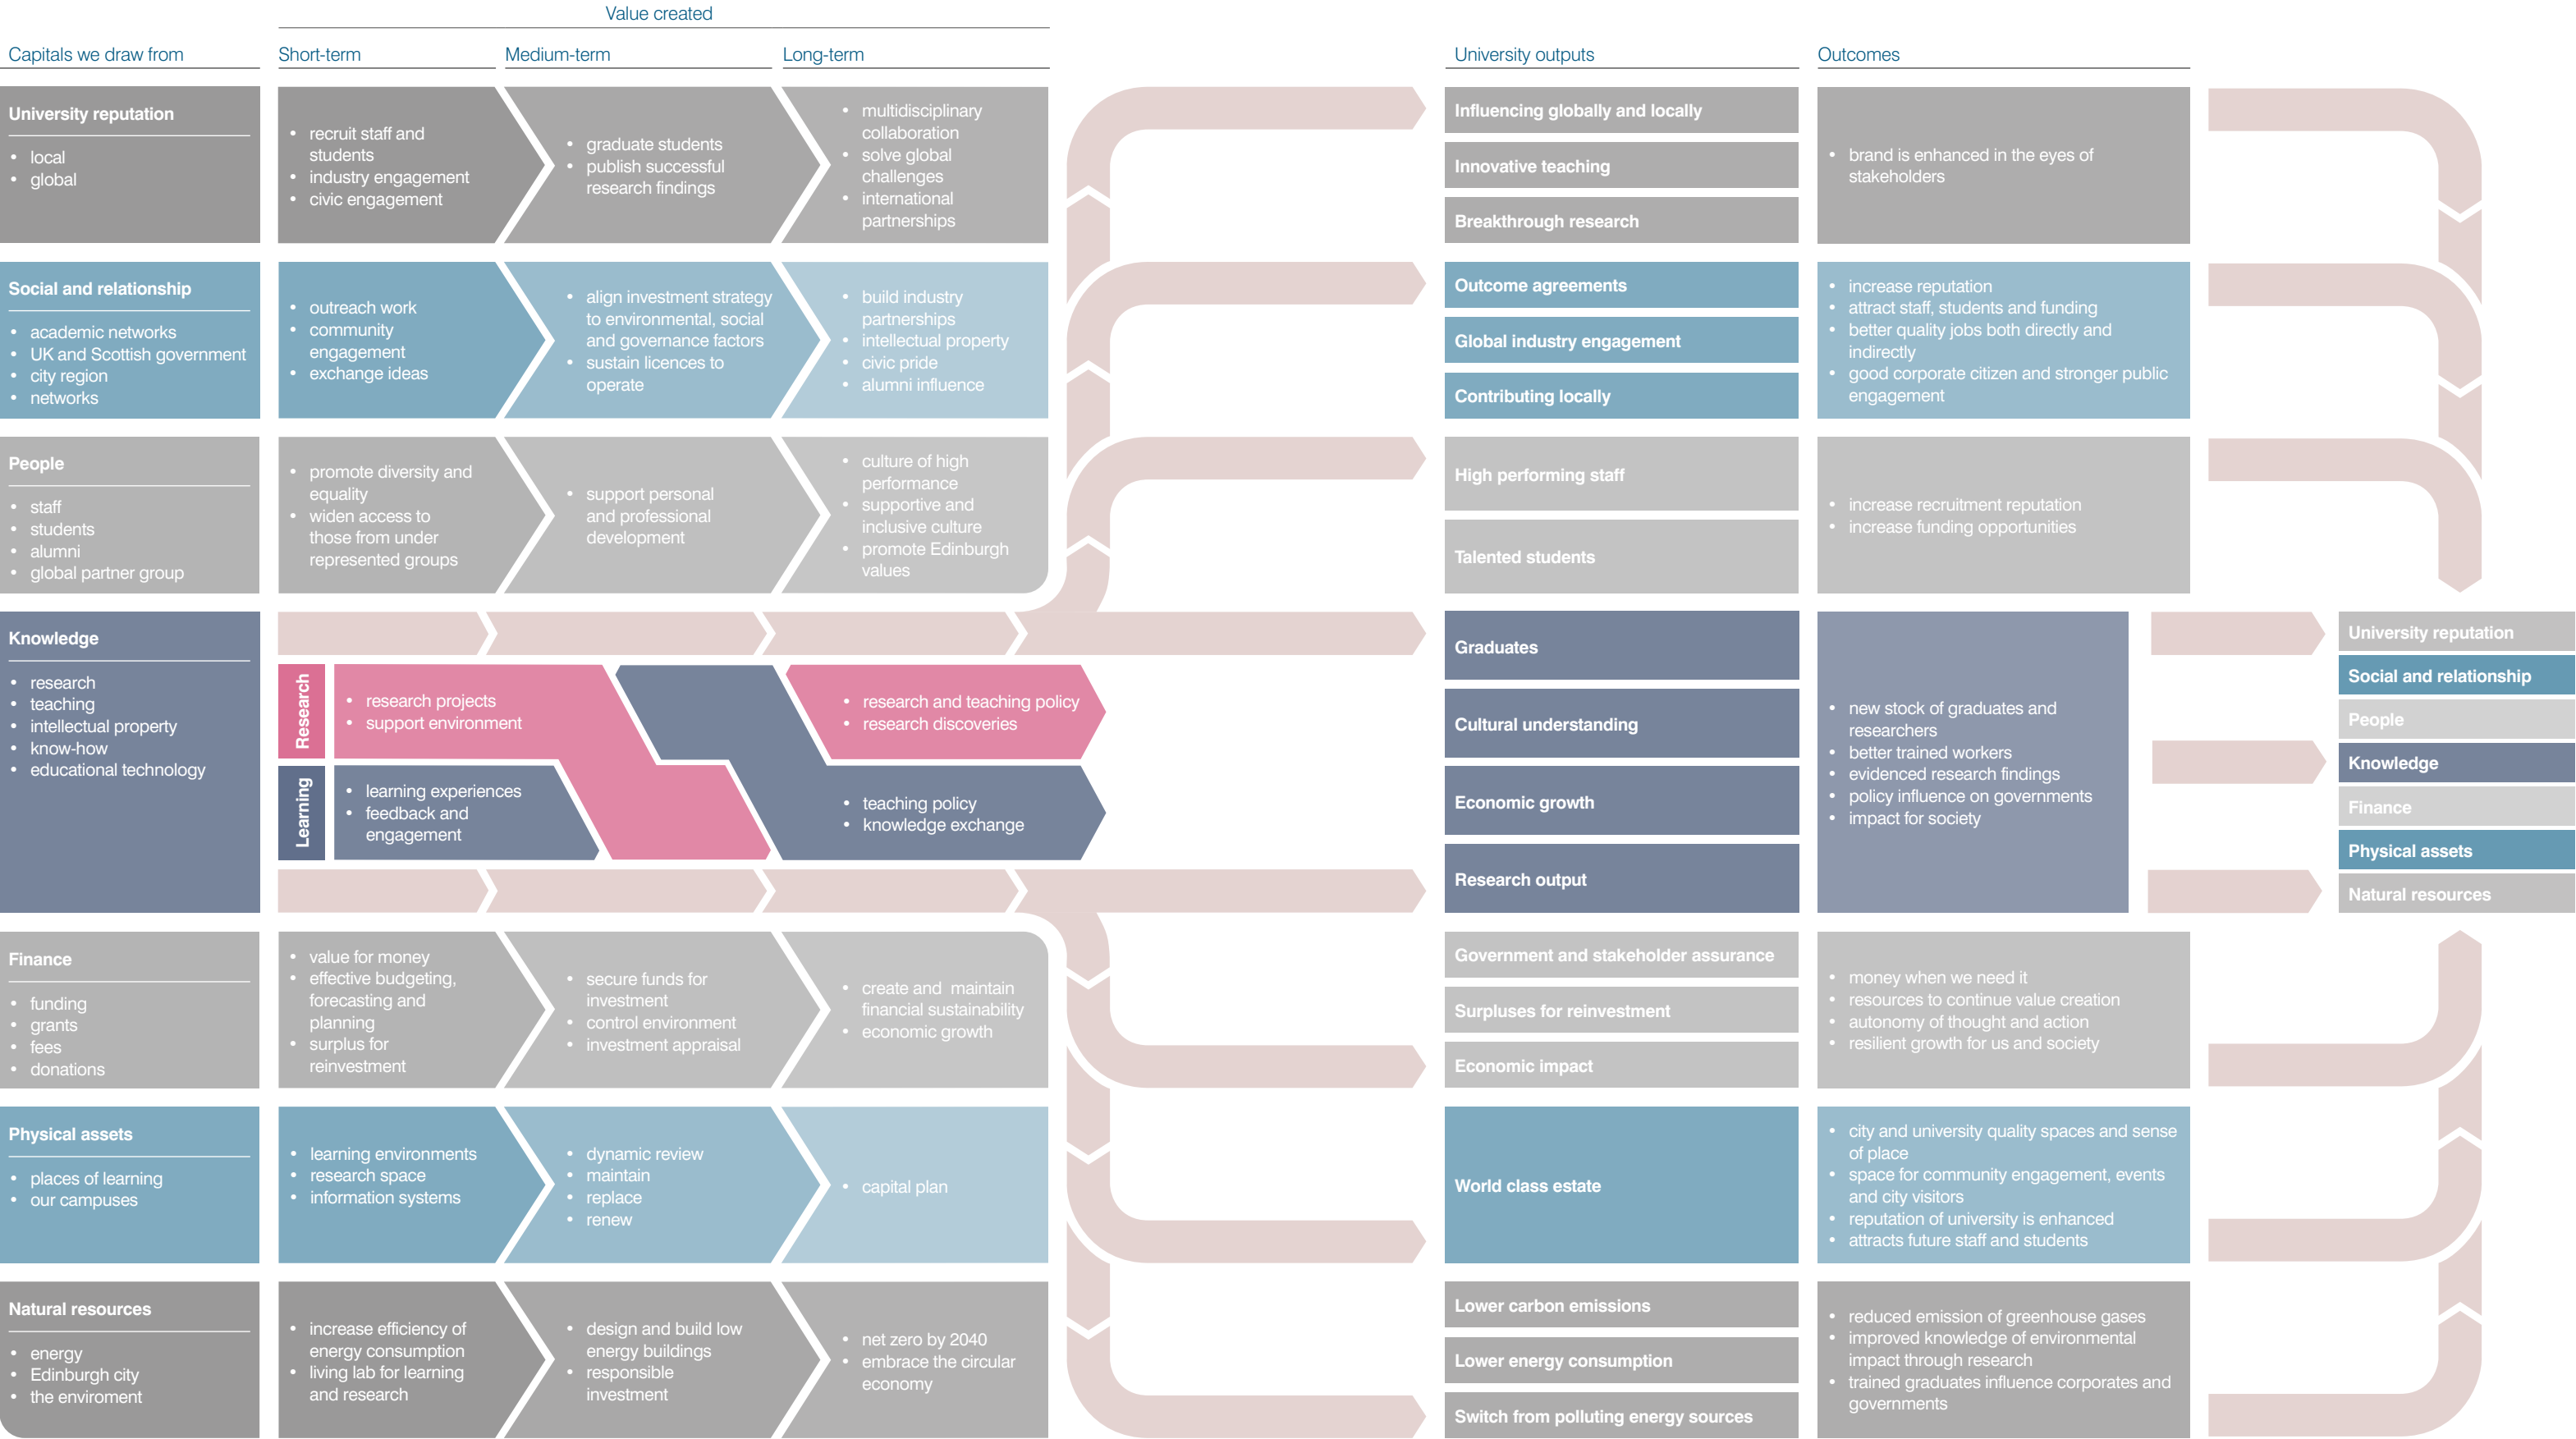 Value created
Capitals we draw from
Short-term
Medium-term
Long-term
University outputs
Outcomes
University reputation
• local
• global
• recruit staff and
students
• industry engagement
• civic engagement
• graduate students
• publish successful
research findings
• multidisciplinary
collaboration
• solve global
challenges
• international
partnerships
Influencing globally and locally
Innovative teaching
Breakthrough research
• brand is enhanced in the eyes of
stakeholders
Social and relationship
• academic networks
• UK and Scottish government
• city region
• networks
• outreach work
• community
engagement
• exchange ideas
• align investment strategy
to environmental, social
and governance factors
• sustain licences to
operate
• build industry
partnerships
• intellectual property
• civic pride
• alumni influence
Outcome agreements
Global industry engagement
Contributing locally
• increase reputation
• attract staff, students and funding
• better quality jobs both directly and
indirectly
• good corporate citizen and stronger public
engagement
People
• staff
• students
• alumni
• global partner group
• promote diversity and
equality
• widen access to
those from under
represented groups
• support personal
and professional
development
• culture of high
performance
• supportive and
inclusive culture
• promote Edinburgh
values
High performing staff
Talented students
• increase recruitment reputation
• increase funding opportunities
Knowledge
• research
• teaching
• intellectual property
• know-how
• educational technology
Research
• research projects
• support environment
• research and teaching policy
• research discoveries
Learning
• learning experiences
• feedback and
engagement
• teaching policy
• knowledge exchange
Graduates
Cultural understanding
Economic growth
Research output
• new stock of graduates and
researchers
• better trained workers
• evidenced research findings
• policy influence on governments
• impact for society
University reputation
Social and relationship
People
Knowledge
Finance
Physical assets
Natural resources
Finance
• funding
• grants
• fees
• donations
• value for money
• effective budgeting,
forecasting and
planning
• surplus for
reinvestment
• secure funds for
investment
• control environment
• investment appraisal
• create and maintain
financial sustainability
• economic growth
Government and stakeholder assurance
Surpluses for reinvestment
Economic impact
• money when we need it
• resources to continue value creation
• autonomy of thought and action
• resilient growth for us and society
Physical assets
• places of learning
• our campuses
• learning environments
• research space
• information systems
• dynamic review
• maintain
• replace
• renew
• capital plan
World class estate
• city and university quality spaces and sense
of place
• space for community engagement, events
and city visitors
• reputation of university is enhanced
• attracts future staff and students
Natural resources
• energy
• Edinburgh city
• the enviroment
• increase efficiency of
energy consumption
• living lab for learning
and research
• design and build low
energy buildings
• responsible
investment
• net zero by 2040
• embrace the circular
economy
Lower carbon emissions
Lower energy consumption
Switch from polluting energy sources
• reduced emission of greenhouse gases
• improved knowledge of environmental
impact through research
• trained graduates influence corporates and
governments